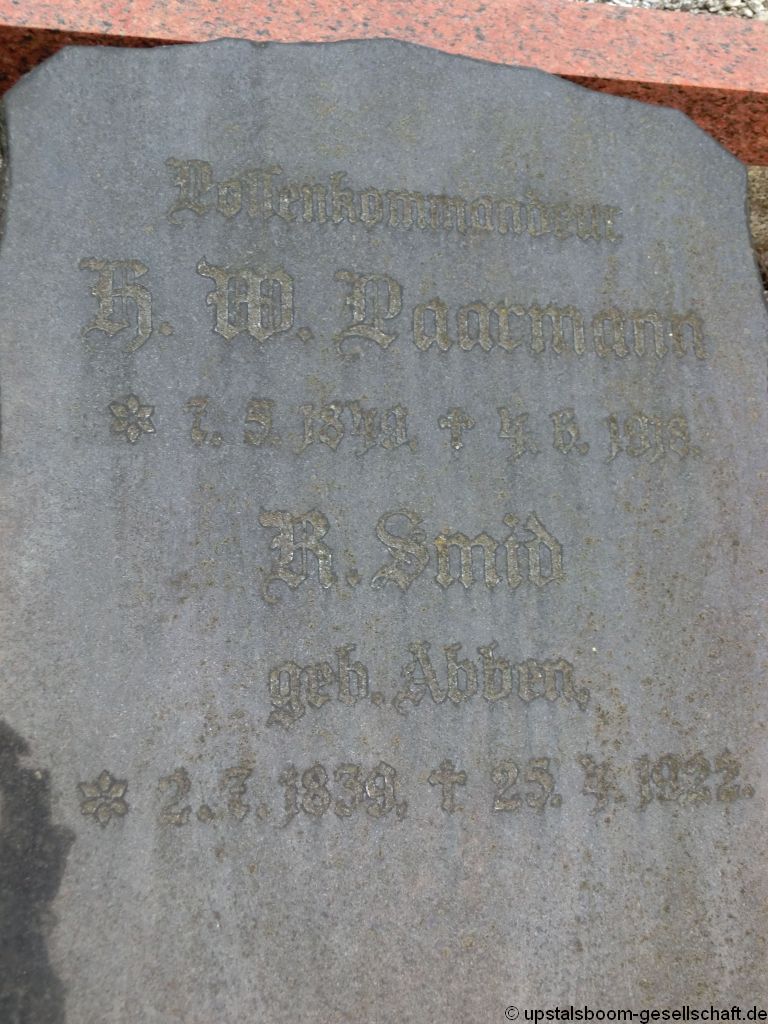 Lotsenkommandeur
H. W. Paarmann
* 7. 5. 1849, † 4. 6. 1918.
R. Smid
geb. Abben,
* 2. 7. 1839, † 25. 4. 1922.
© upstalsboom-gesellschaft.de